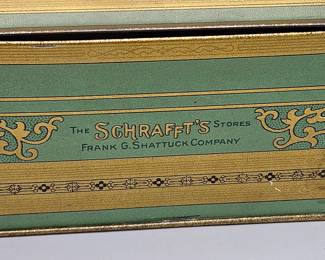 The SCHRAFFT'S Stores
Frank G. Shattuck Company